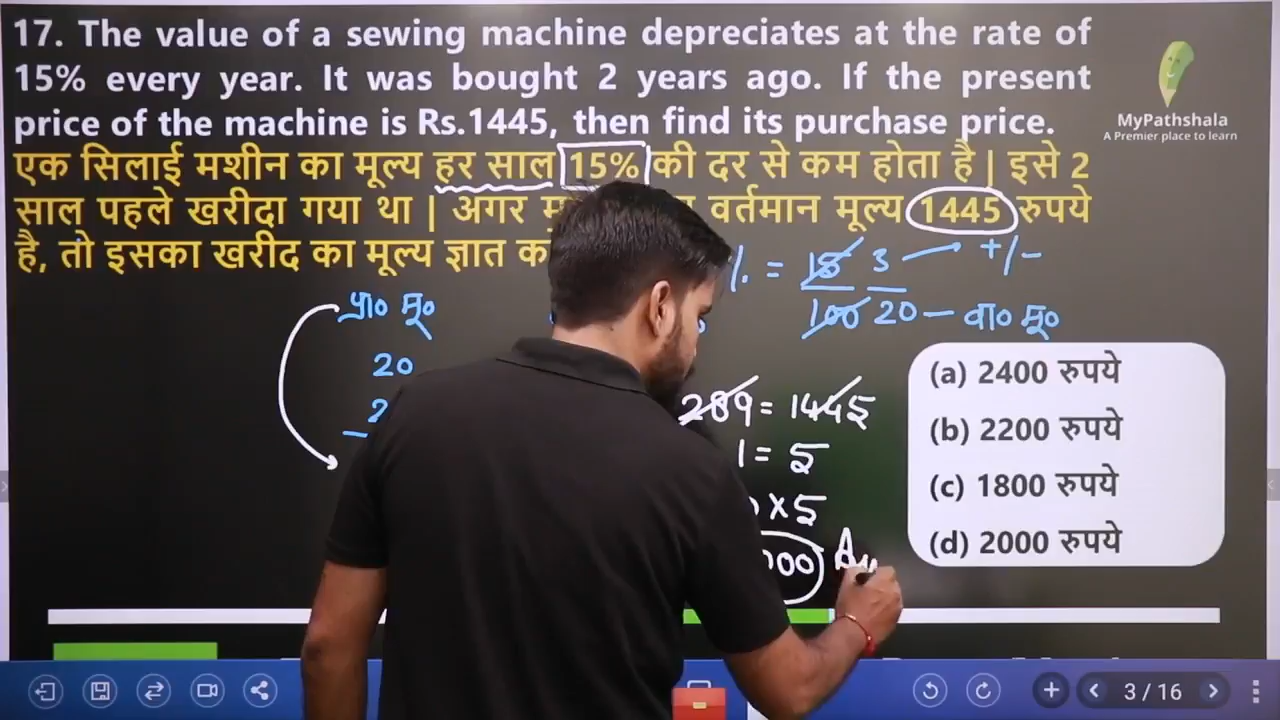 17. The value of a sewing machine depreciates at the rate of
15% every year. It was bought 2 years ago. If the present
price of the machine is Rs.1445, then find its purchase price.
एक सिलाई मशीन का मूल्य हर साल 15% की दर से कम होता है | इसे 2
साल पहले खरीदा गया था | अगर वर्तमान मूल्य 1445 रुपये
है, तो इसका खरीद का मूल्य ज्ञात
MyPathshala
A Premier place to learn
% = 15 3 +/-
100 20 — वा० मू०
प्रा० मू०
20
2
289 = 1445
1 = 5
× 5
000
(a) 2400 रुपये
(b) 2200 रुपये
(c) 1800 रुपये
(d) 2000 रुपये
3 / 16